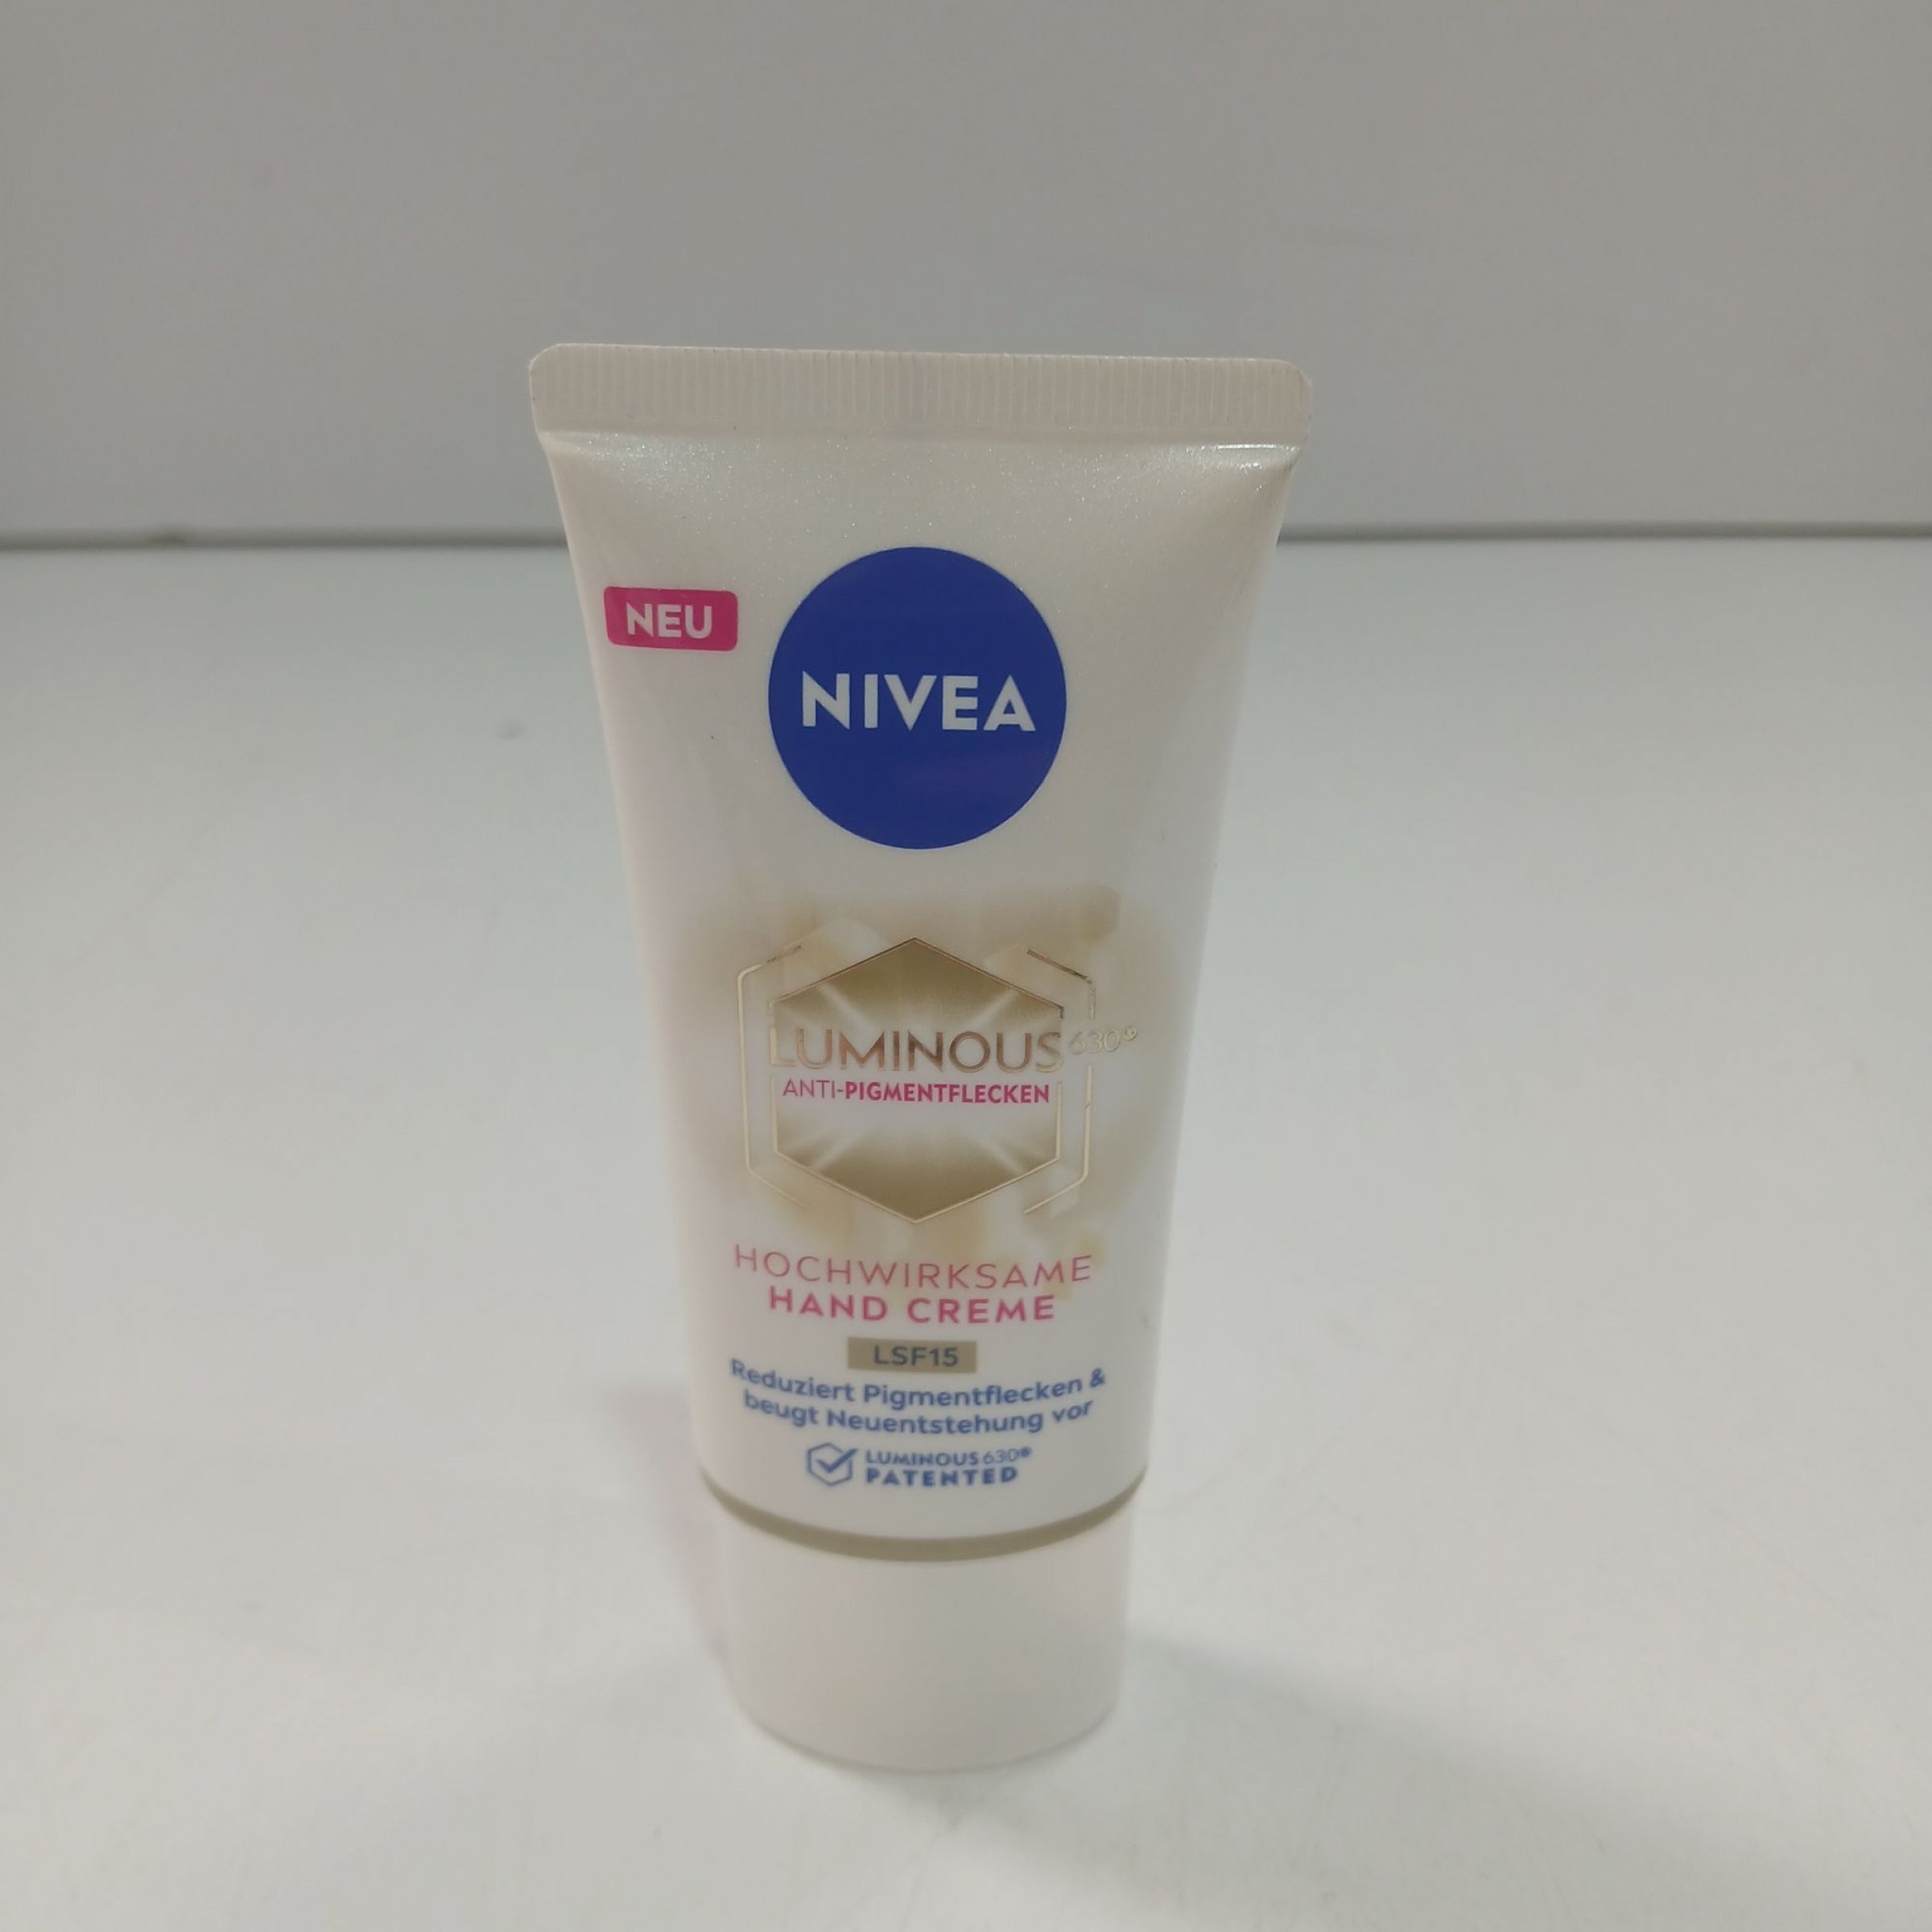 NEU
NIVEA
LUMINOUS630®
ANTI-PIGMENTFLECKEN
HOCHWIRKSAME
HAND CREME
LSF15
Reduziert Pigmentflecken &
beugt Neuentstehung vor
LUMINOUS630®
PATENTED